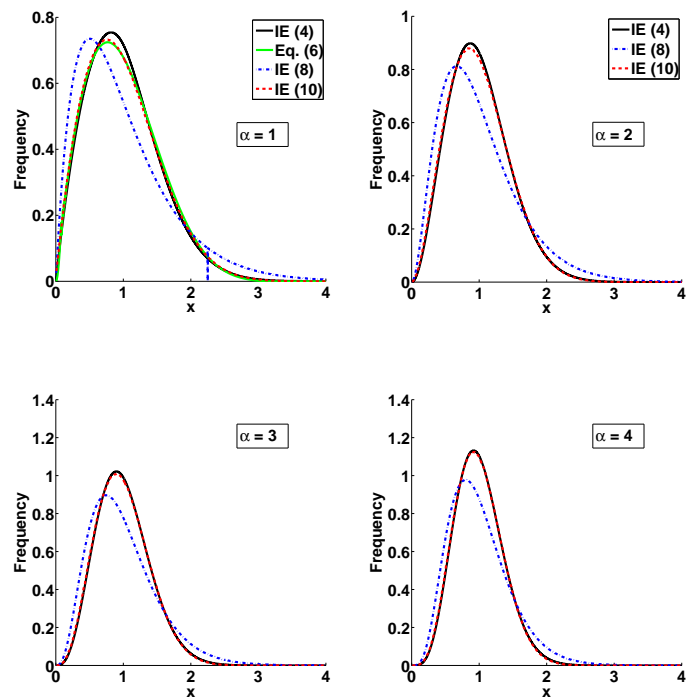 0.8
0.6
0.4
0.2
0
Frequency
0 1 2 3 4
x
IE (4)
Eq. (6)
IE (8)
IE (10)
α = 1
1
0.8
0.6
0.4
0.2
0
Frequency
0 1 2 3 4
x
IE (4)
IE (8)
IE (10)
α = 2
1.4
1.2
1
0.8
0.6
0.4
0.2
0
Frequency
0 1 2 3 4
x
α = 3
1.4
1.2
1
0.8
0.6
0.4
0.2
0
Frequency
0 1 2 3 4
x
α = 4